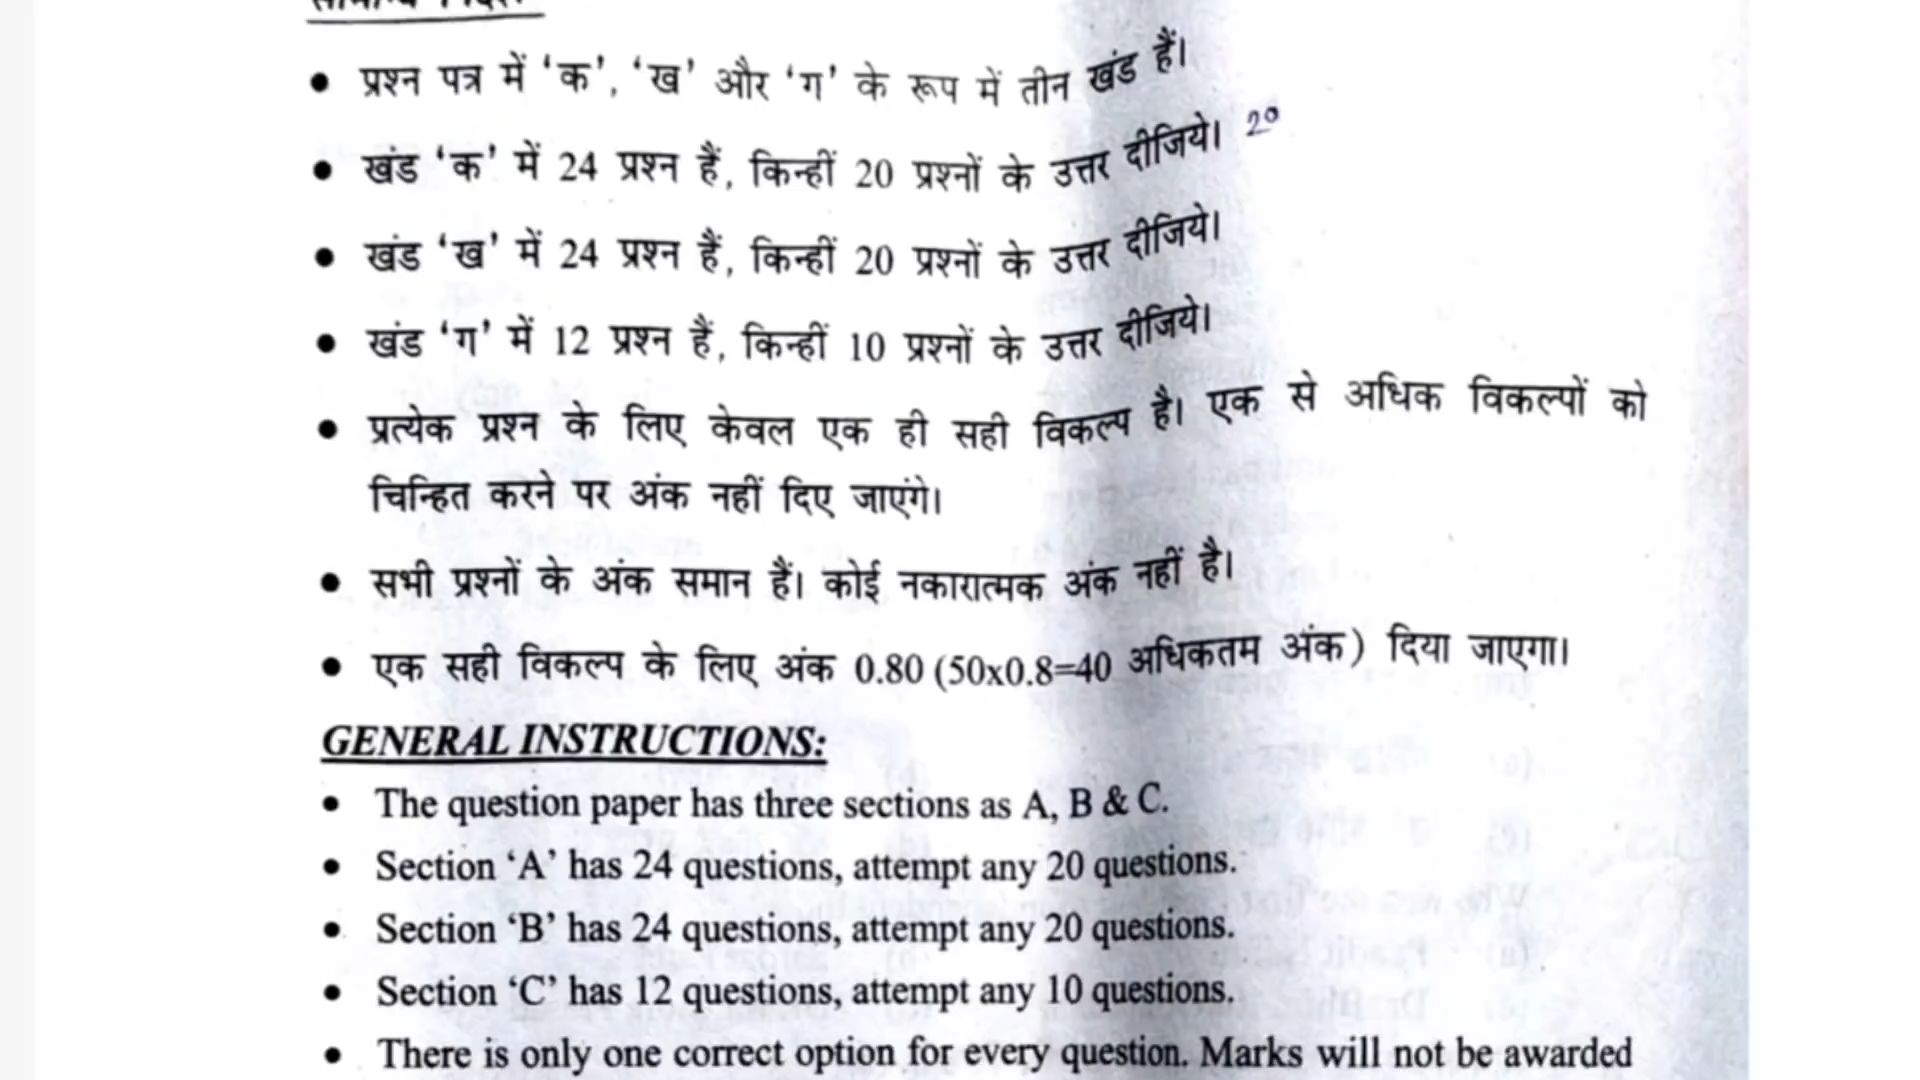 सामान्य निर्देश
• प्रश्न पत्र में 'क', 'ख' और 'ग' के रूप में तीन खंड हैं।
• खंड 'क' में 24 प्रश्न हैं, किन्हीं 20 प्रश्नों के उत्तर दीजिये। 20
• खंड 'ख' में 24 प्रश्न हैं, किन्हीं 20 प्रश्नों के उत्तर दीजिये।
• खंड 'ग' में 12 प्रश्न हैं, किन्हीं 10 प्रश्नों के उत्तर दीजिये।
• प्रत्येक प्रश्न के लिए केवल एक ही सही विकल्प है। एक से अधिक विकल्पों को
चिन्हित करने पर अंक नहीं दिए जाएंगे।
• सभी प्रश्नों के अंक समान हैं। कोई नकारात्मक अंक नहीं है।
• एक सही विकल्प के लिए अंक 0.80 (50x0.8=40 अधिकतम अंक) दिया जाएगा।
GENERAL INSTRUCTIONS:
• The question paper has three sections as A, B & C.
• Section 'A' has 24 questions, attempt any 20 questions.
• Section 'B' has 24 questions, attempt any 20 questions.
• Section 'C' has 12 questions, attempt any 10 questions.
• There is only one correct option for every question. Marks will not be awarded